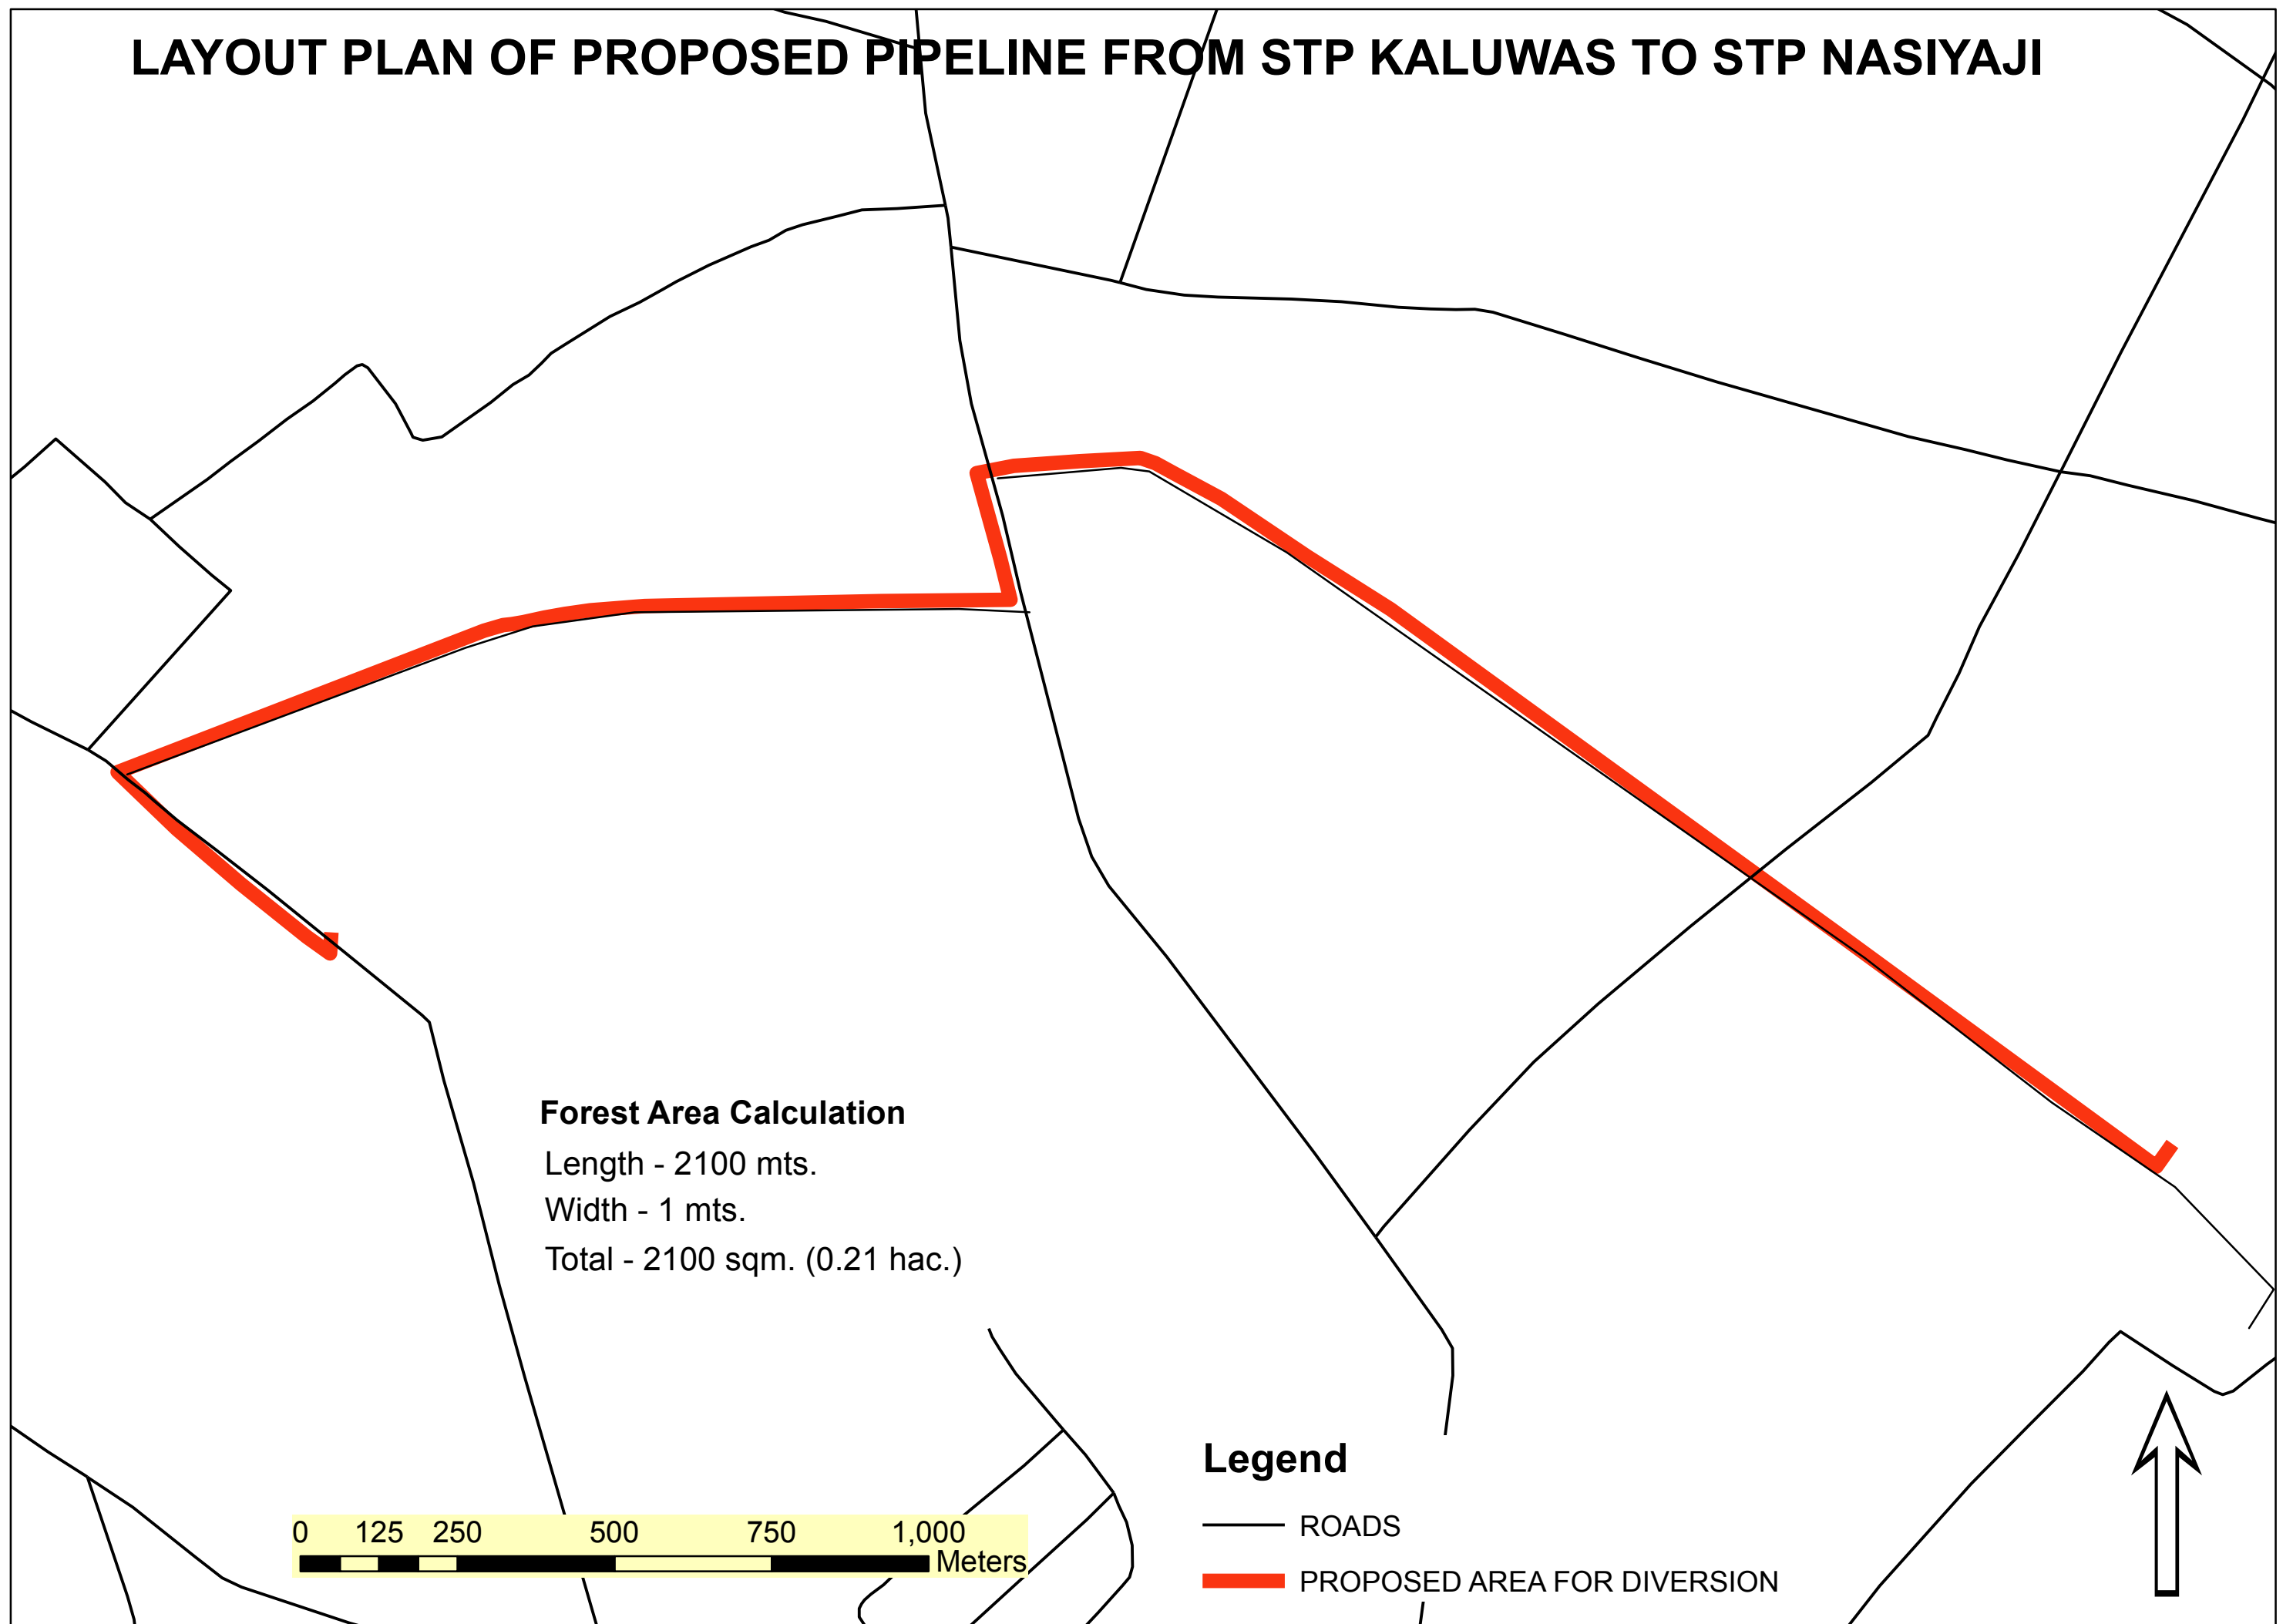 LAYOUT PLAN OF PROPOSED PIPELINE FROM STP KALUWAS TO STP NASIYAJI
Forest Area Calculation
Length - 2100 mts.
Width - 1 mts.
Total - 2100 sqm. (0.21 hac.)
0 125 250 500 750 1,000
Meters
Legend
ROADS
PROPOSED AREA FOR DIVERSION